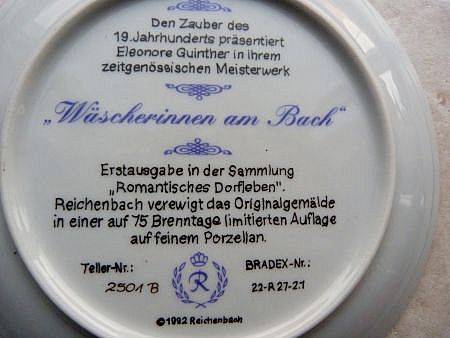 Den Zauber des
19. Jahrhunderts präsentiert
Eleonore Guinther in ihrem
zeitgenössischen Meisterwerk
„Wäscherinnen am Bach“
Erstausgabe in der Sammlung
„Romantisches Dorfleben“.
Reichenbach verewigt das Originalgemälde
in einer auf 75 Brenntage limitierten Auflage
auf feinem Porzellan.
Teller-Nr.:
2501 B
R
BRADEX-Nr.:
22-R27-2.1
©1992 Reichenbach